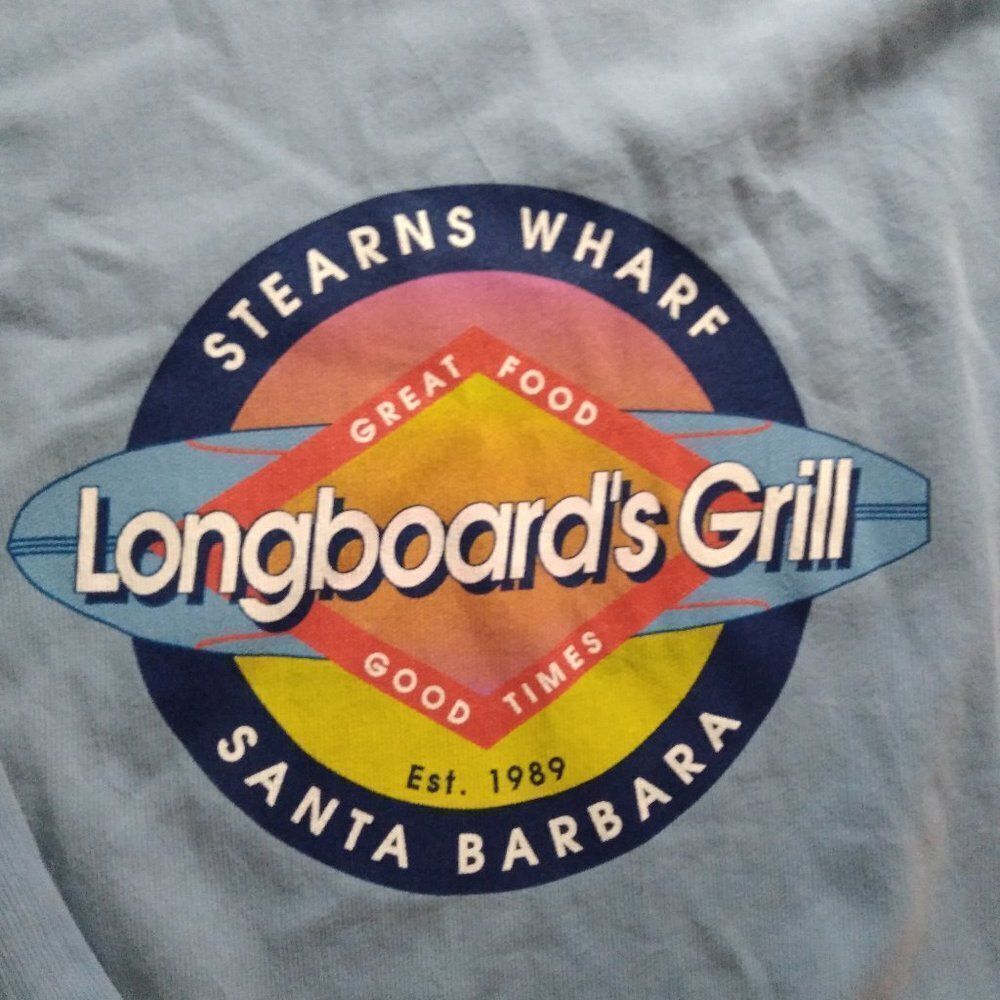 STEARNS WHARF
GREAT FOOD
Longboard's Grill
GOOD TIMES
Est. 1989
SANTA BARBARA